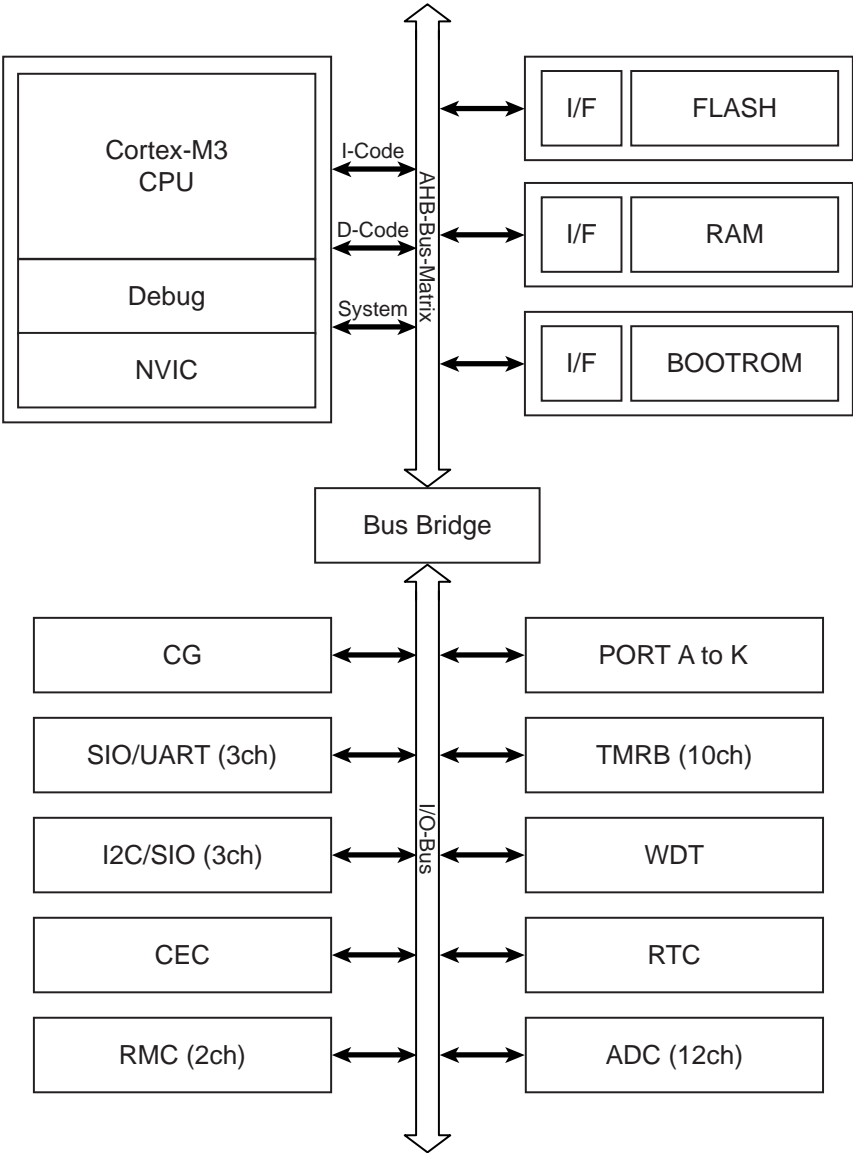 Cortex-M3
CPU
Debug
NVIC
I-Code
D-Code
System
AHB-Bus-Matrix
I/F
FLASH
I/F
RAM
I/F
BOOTROM
Bus Bridge
CG
PORT A to K
SIO/UART (3ch)
TMRB (10ch)
I/O-Bus
I2C/SIO (3ch)
WDT
CEC
RTC
RMC (2ch)
ADC (12ch)